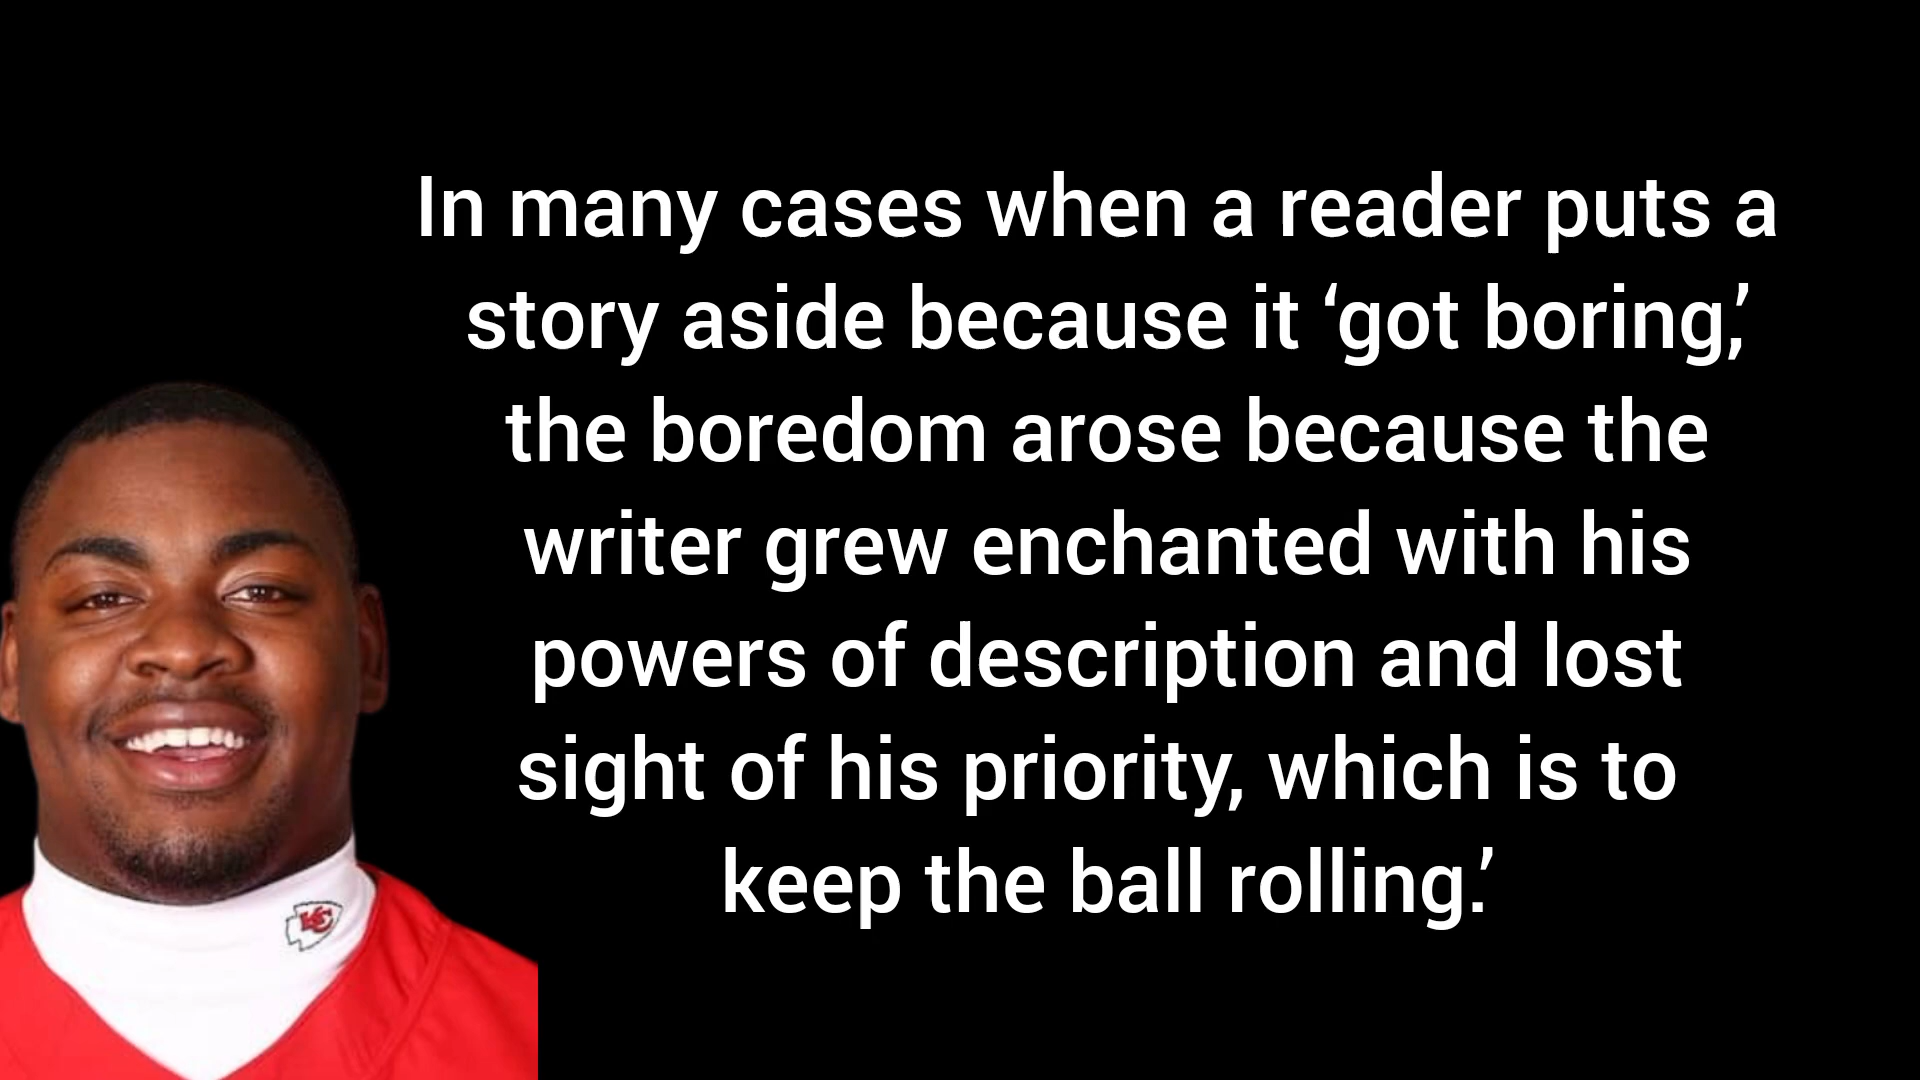 In many cases when a reader puts a
story aside because it ‘got boring,’
the boredom arose because the
writer grew enchanted with his
powers of description and lost
sight of his priority, which is to
keep the ball rolling.’
KC